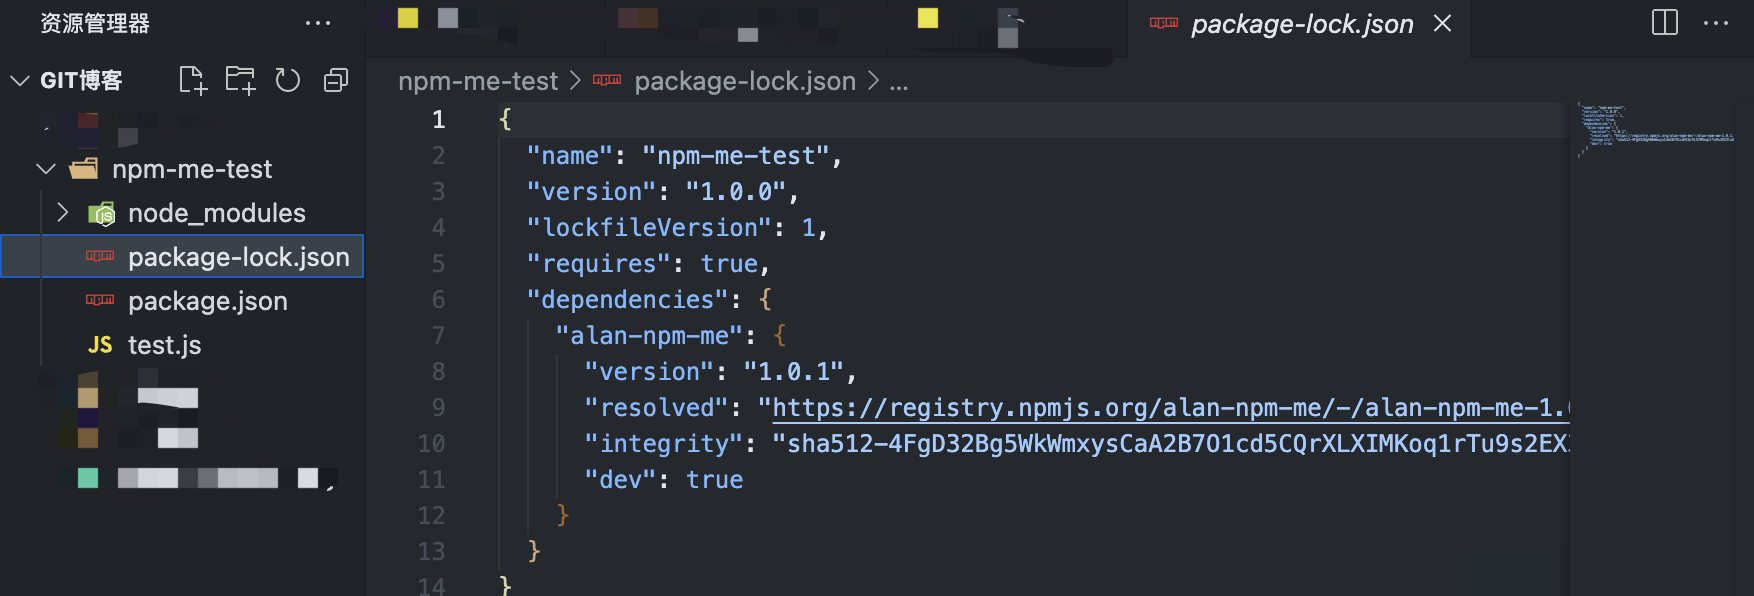 资源管理器
GIT博客
npm-me-test
node_modules
package-lock.json
package.json
JS test.js
package-lock.json
npm-me-test > package-lock.json > ...
1 {
2 "name": "npm-me-test",
3 "version": "1.0.0",
4 "lockfileVersion": 1,
5 "requires": true,
6 "dependencies": {
7 "alan-npm-me": {
8 "version": "1.0.1",
9 "resolved": "https://registry.npmjs.org/alan-npm-me/-/alan-npm-me-1.
10 "integrity": "sha512-4FgD32Bg5WkWmxysCaA2B7O1cd5CQrXLXIMKoq1rTu9s2EX
11 "dev": true
12 }
13 }
14 }